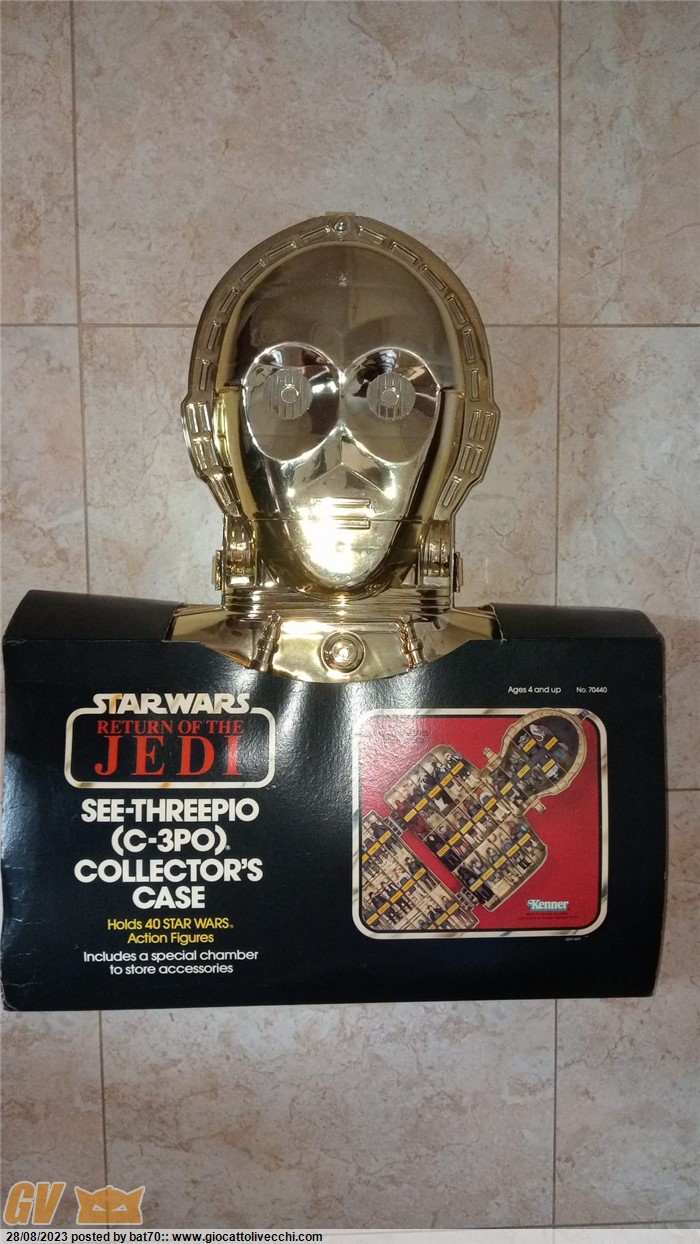 Ages 4 and up No. 70440
STAR WARS
RETURN OF THE
JEDI
SEE-THREEPIO
(C-3PO)®
COLLECTOR'S
CASE
Holds 40 STAR WARS®
Action Figures
Includes a special chamber
to store accessories
Kenner
GV
28/08/2023 posted by bat70:: www.giocattolivecchi.com